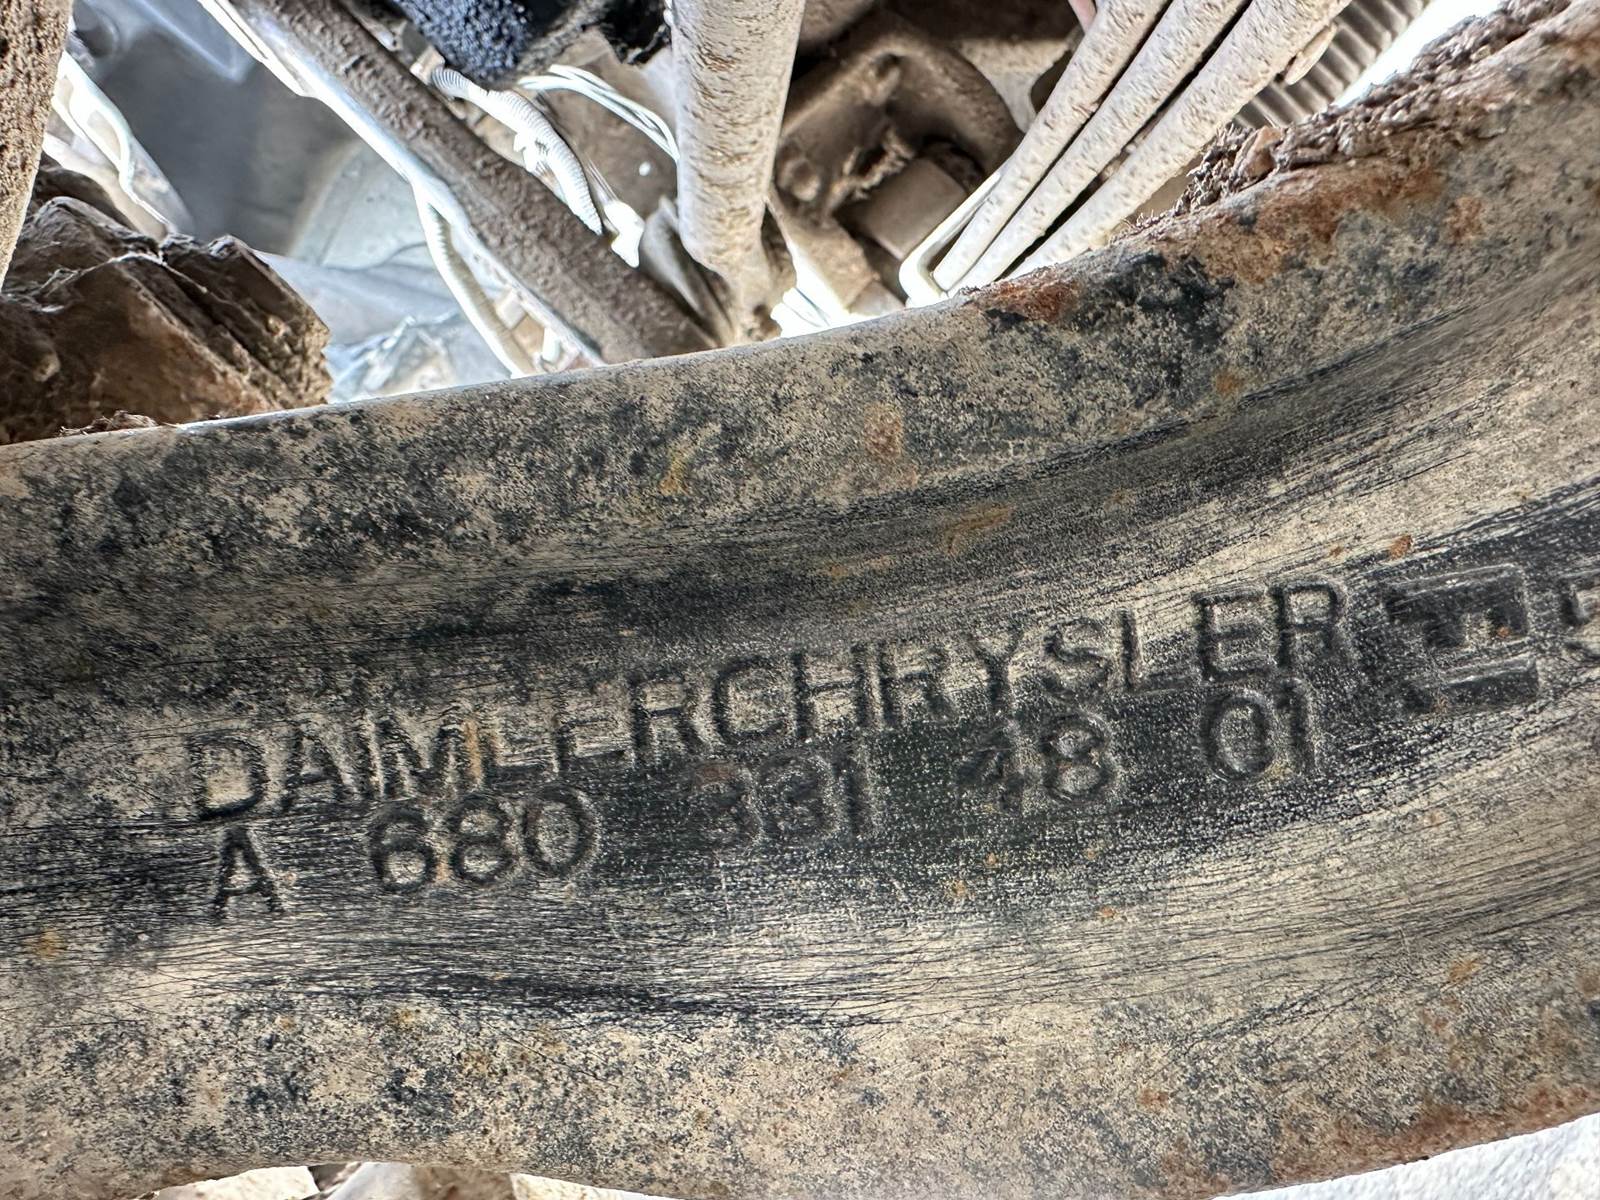 DAIMLERCHRYSLER
A 680 331 48 01